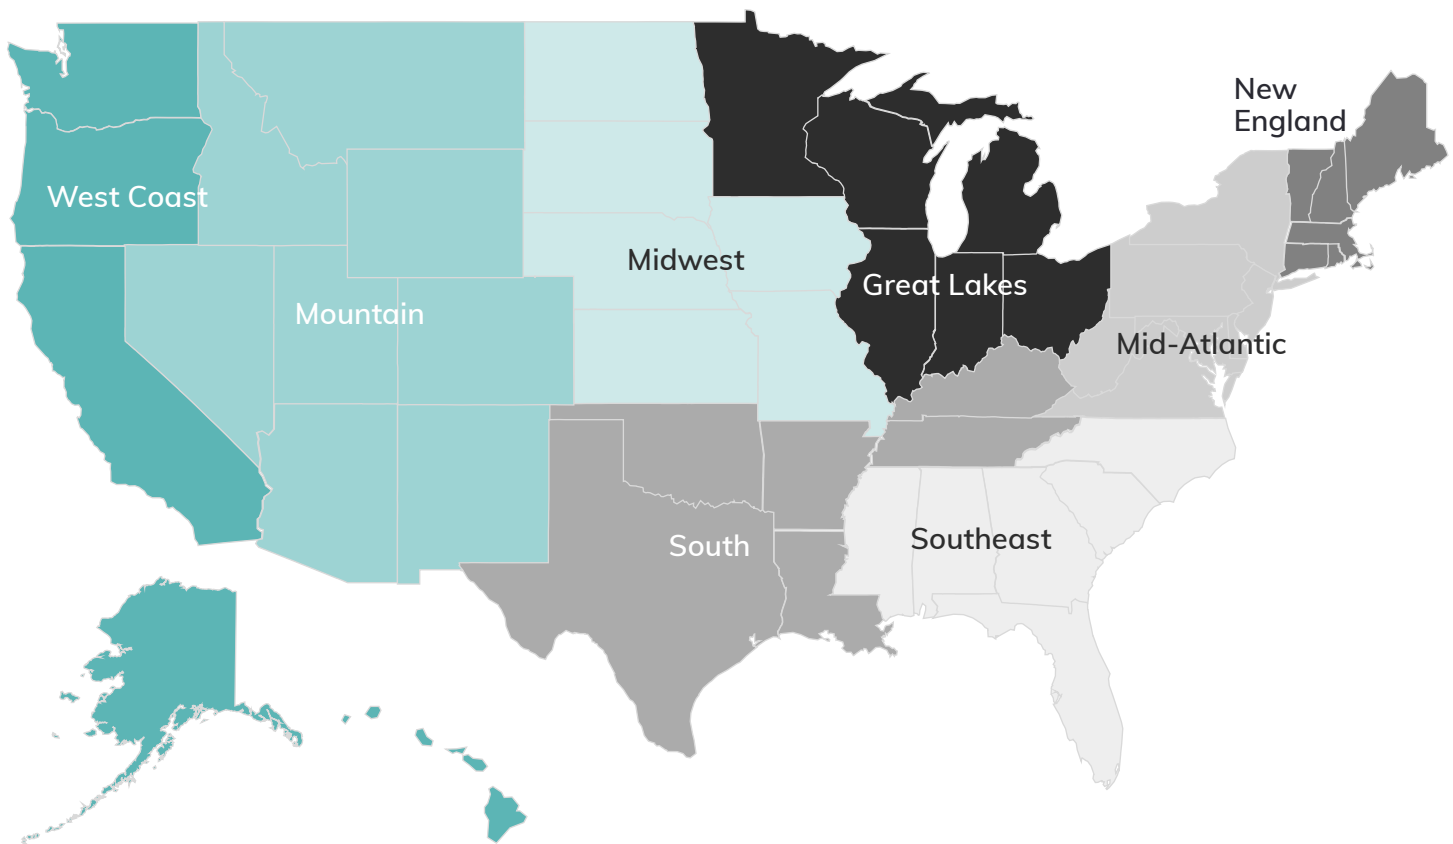 New
England
West Coast
Midwest
Great Lakes
Mountain
Mid-Atlantic
South
Southeast